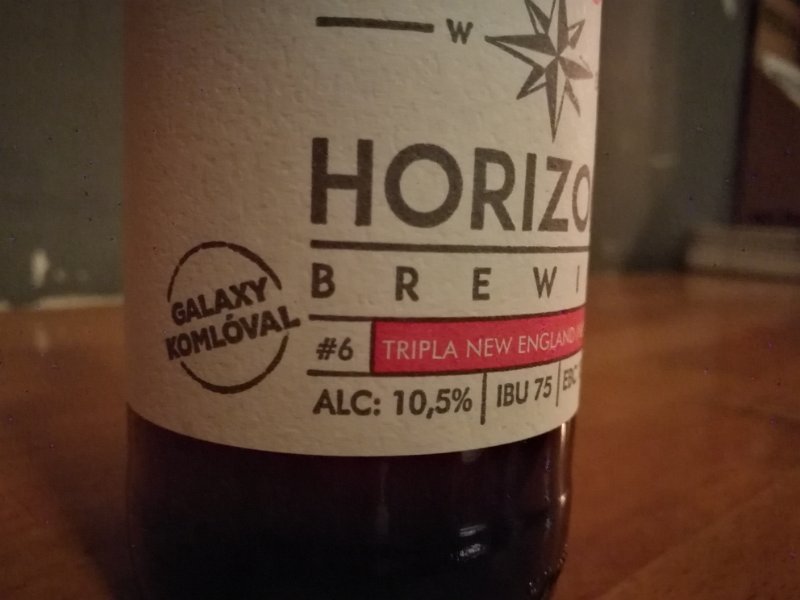 W
HORIZO
BREWI
GALAXY
KOMLÓVAL
#6 TRIPLA NEW ENGLAND
ALC: 10,5% IBU 75 EBC